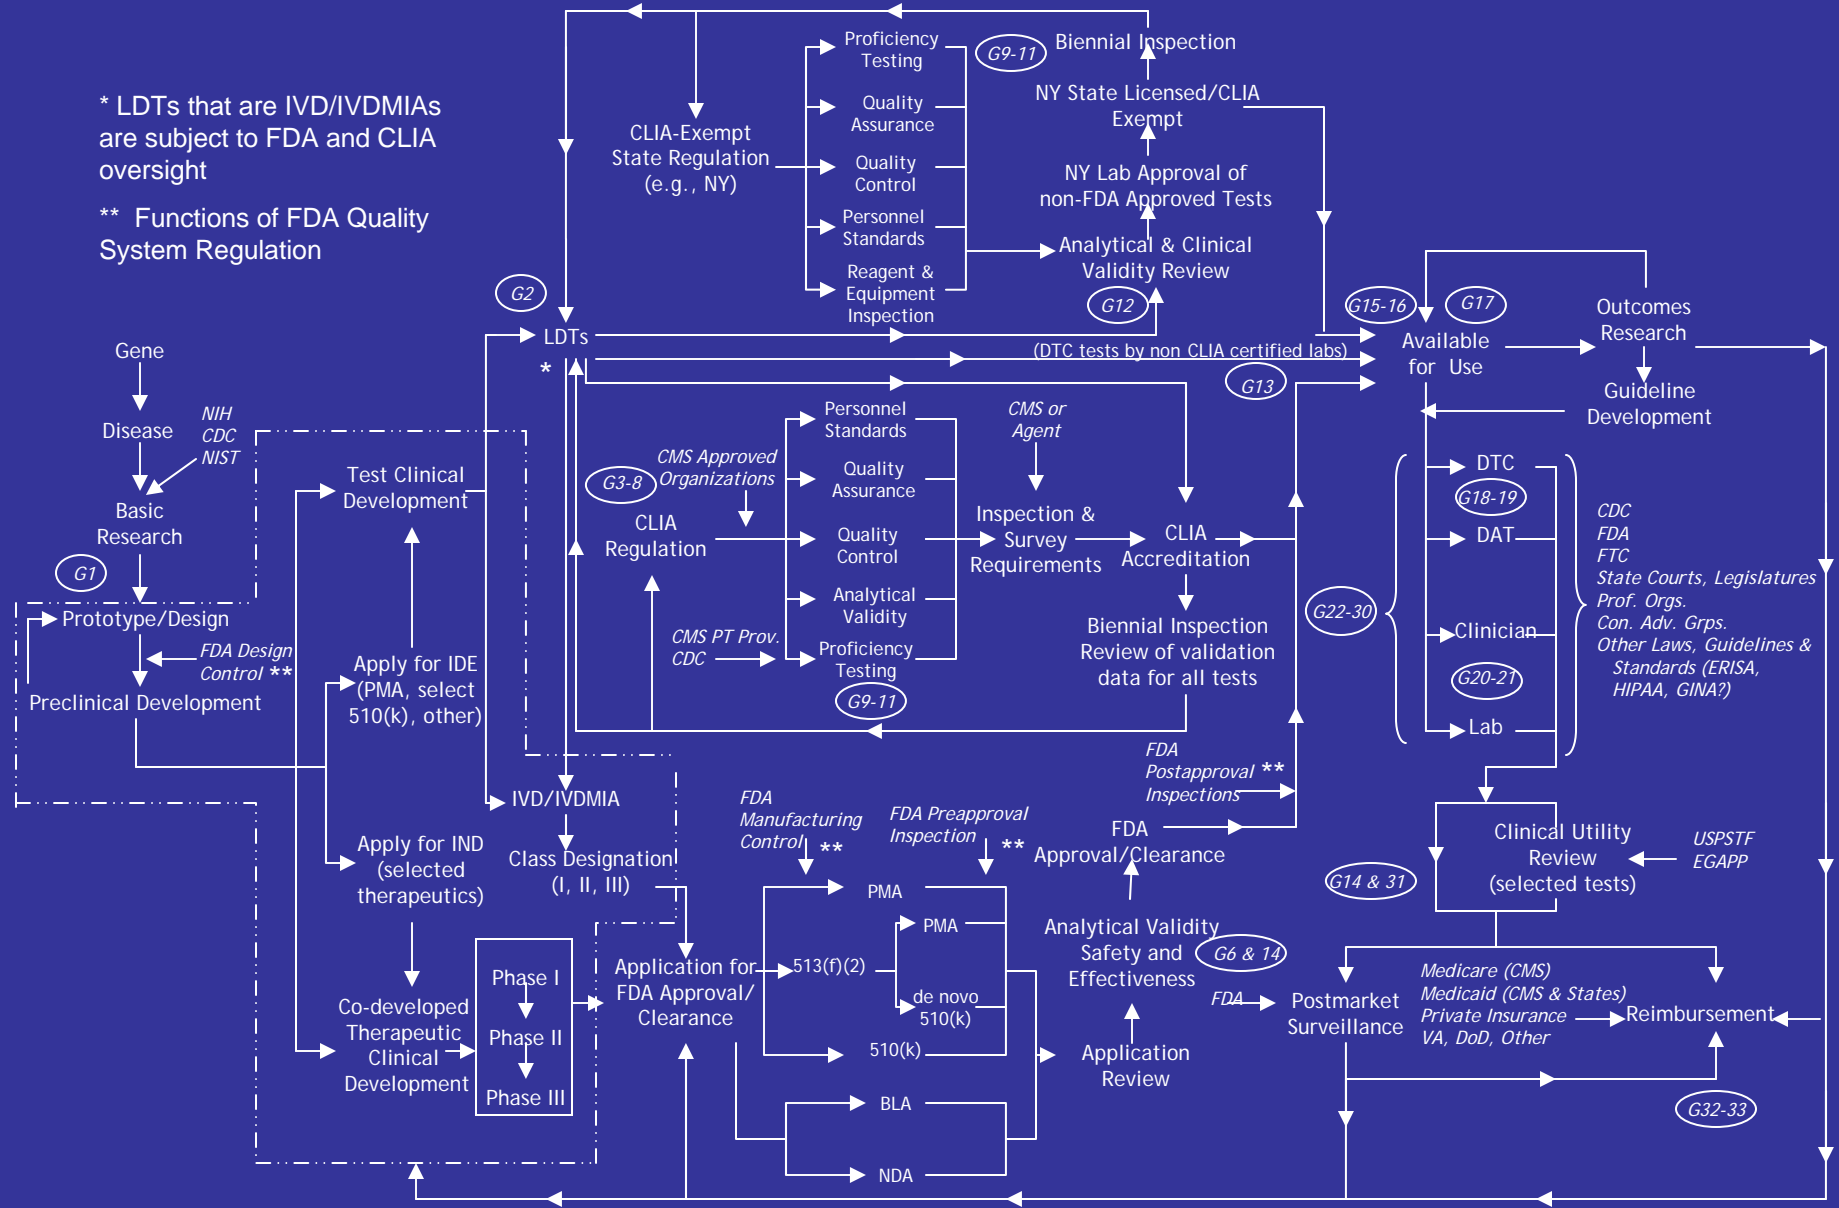 * LDTs that are IVD/IVDMIAs
are subject to FDA and CLIA
oversight
** Functions of FDA Quality
System Regulation
Gene
Disease
NIH
CDC
NIST
Basic
Research
G1
Prototype/Design
FDA Design
Control **
Preclinical Development
Test Clinical
Development
Apply for IDE
(PMA, select
510(k), other)
Apply for IND
(selected
therapeutics)
Co-developed
Therapeutic
Clinical
Development
Phase I
Phase II
Phase III
G2
LDTs
*
IVD/IVDMIA
Class Designation
(I, II, III)
Application for
FDA Approval/
Clearance
CLIA-Exempt
State Regulation
(e.g., NY)
Proficiency
Testing
Quality
Assurance
Quality
Control
Personnel
Standards
Reagent &
Equipment
Inspection
G9-11
Biennial Inspection
NY State Licensed/CLIA
Exempt
NY Lab Approval of
non-FDA Approved Tests
Analytical & Clinical
Validity Review
G12
(DTC tests by non CLIA certified labs)
G13
G3-8
CLIA
Regulation
CMS Approved
Organizations
CMS PT Prov.
CDC
Personnel
Standards
Quality
Assurance
Quality
Control
Analytical
Validity
Proficiency
Testing
G9-11
CMS or
Agent
Inspection &
Survey
Requirements
CLIA
Accreditation
Biennial Inspection
Review of validation
data for all tests
FDA
Postapproval **
Inspections
FDA
Manufacturing
Control **
FDA Preapproval
Inspection **
PMA
513(f)(2)
PMA
de novo
510(k)
510(k)
BLA
NDA
FDA
Approval/Clearance
Analytical Validity
Safety and
Effectiveness
Application
Review
G6 & 14
FDA
Postmarket
Surveillance
G15-16
G17
Available
for Use
Outcomes
Research
Guideline
Development
DTC
G18-19
DAT
Clinician
G20-21
Lab
G22-30
CDC
FDA
FTC
State Courts, Legislatures
Prof. Orgs.
Con. Adv. Grps.
Other Laws, Guidelines &
Standards (ERISA,
HIPAA, GINA?)
Clinical Utility
Review
(selected tests)
USPSTF
EGAPP
G14 & 31
Medicare (CMS)
Medicaid (CMS & States)
Private Insurance
VA, DoD, Other
Reimbursement
G32-33